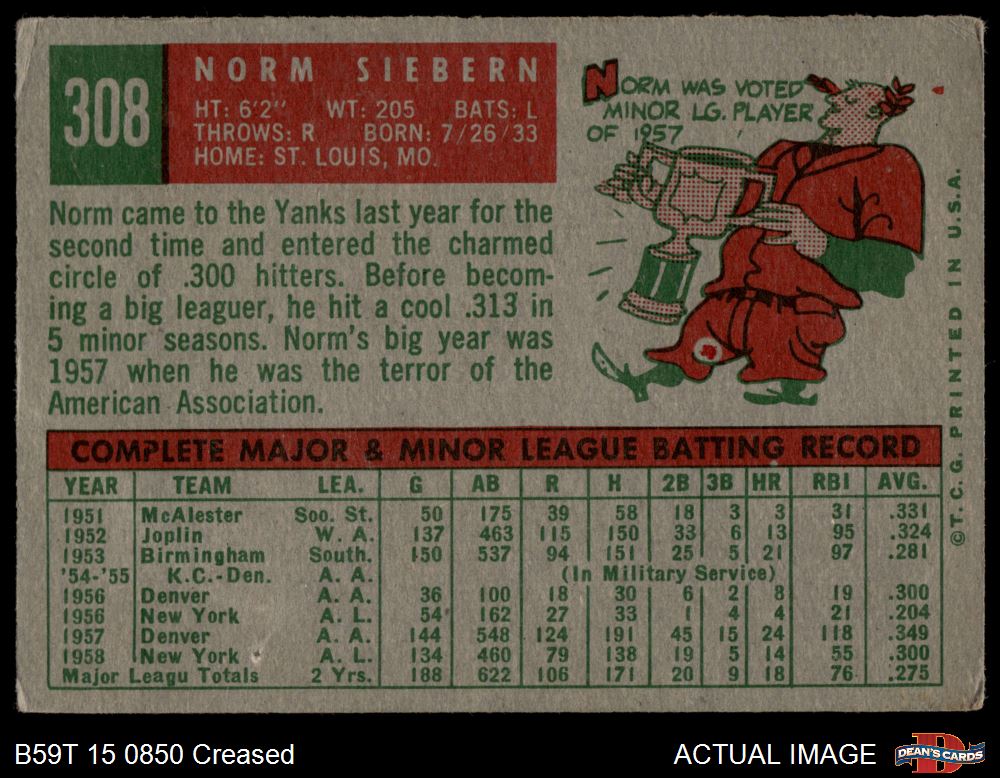 308
NORM SIEBERN
HT: 6'2" WT: 205 BATS: L
THROWS: R BORN: 7/26/33
HOME: ST. LOUIS, MO.
NORM WAS VOTED
MINOR LG. PLAYER
OF 1957
Norm came to the Yanks last year for the
second time and entered the charmed
circle of .300 hitters. Before becom-
ing a big leaguer, he hit a cool .313 in
5 minor seasons. Norm's big year was
1957 when he was the terror of the
American Association.
COMPLETE MAJOR & MINOR LEAGUE BATTING RECORD
YEAR TEAM LEA. G AB R H 2B 3B HR RBI AVG.
1951 McAlester Soo. St. 50 175 39 58 18 3 3 31 .331
1952 Joplin W. A. 137 463 115 150 33 6 13 95 .324
1953 Birmingham South. 150 537 94 151 25 5 21 97 .281
'54-'55 K.C.-Den. A. A. (In Military Service)
1956 Denver A. A. 36 100 18 30 6 2 8 19 .300
1956 New York A. L. 54 162 27 33 1 4 4 21 .204
1957 Denver A. A. 144 548 124 191 45 15 24 118 .349
1958 New York A. L. 134 460 79 138 19 5 14 55 .300
Major Leagu Totals 2 Yrs. 188 622 106 171 20 9 18 76 .275
© T. C. G. PRINTED IN U.S.A.
B59T 15 0850 Creased
ACTUAL IMAGE
DEAN'S CARDS